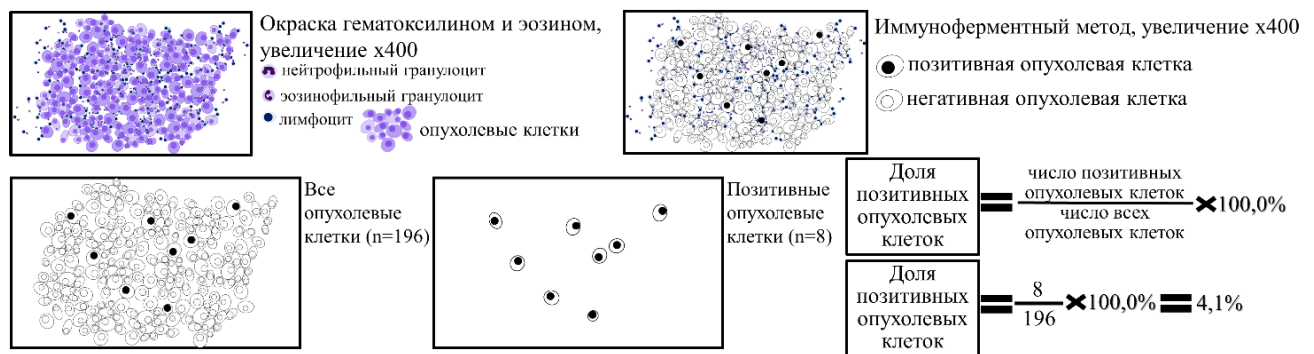 Окраска гематоксилином и эозином,
увеличение х400
нейтрофильный гранулоцит
эозинофильный гранулоцит
лимфоцит
опухолевые клетки
Иммуноферментный метод, увеличение х400
позитивная опухолевая клетка
негативная опухолевая клетка
Все
опухолевые
клетки (n=196)
Позитивные
опухолевые
клетки (n=8)
Доля
позитивных
опухолевых
клеток
=
число позитивных
опухолевых клеток
число всех
опухолевых клеток
×100,0%
Доля
позитивных
опухолевых
клеток
=
8
196
×100,0% = 4,1%